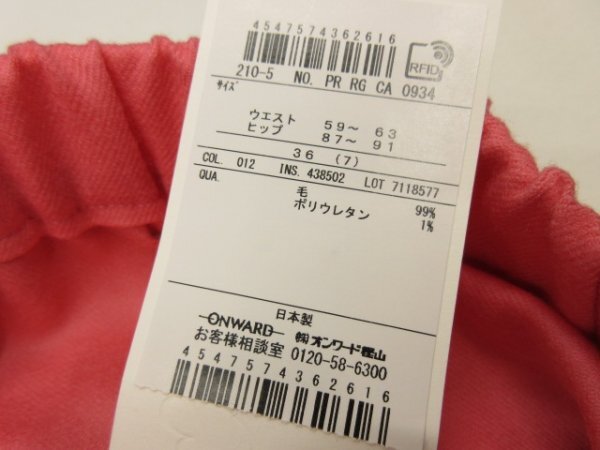 4547574362616
RFID
210-5 NO. PR RG CA 0934
サイズ
ウエスト 59～ 63
ヒップ 87～ 91
36 (7)
COL. 012 INS. 438502 LOT 7118577
QUA.
毛 99%
ポリウレタン 1%
日本製
ONWARD ㈱オンワード樫山
お客様相談室 0120-58-6300
4547574362616